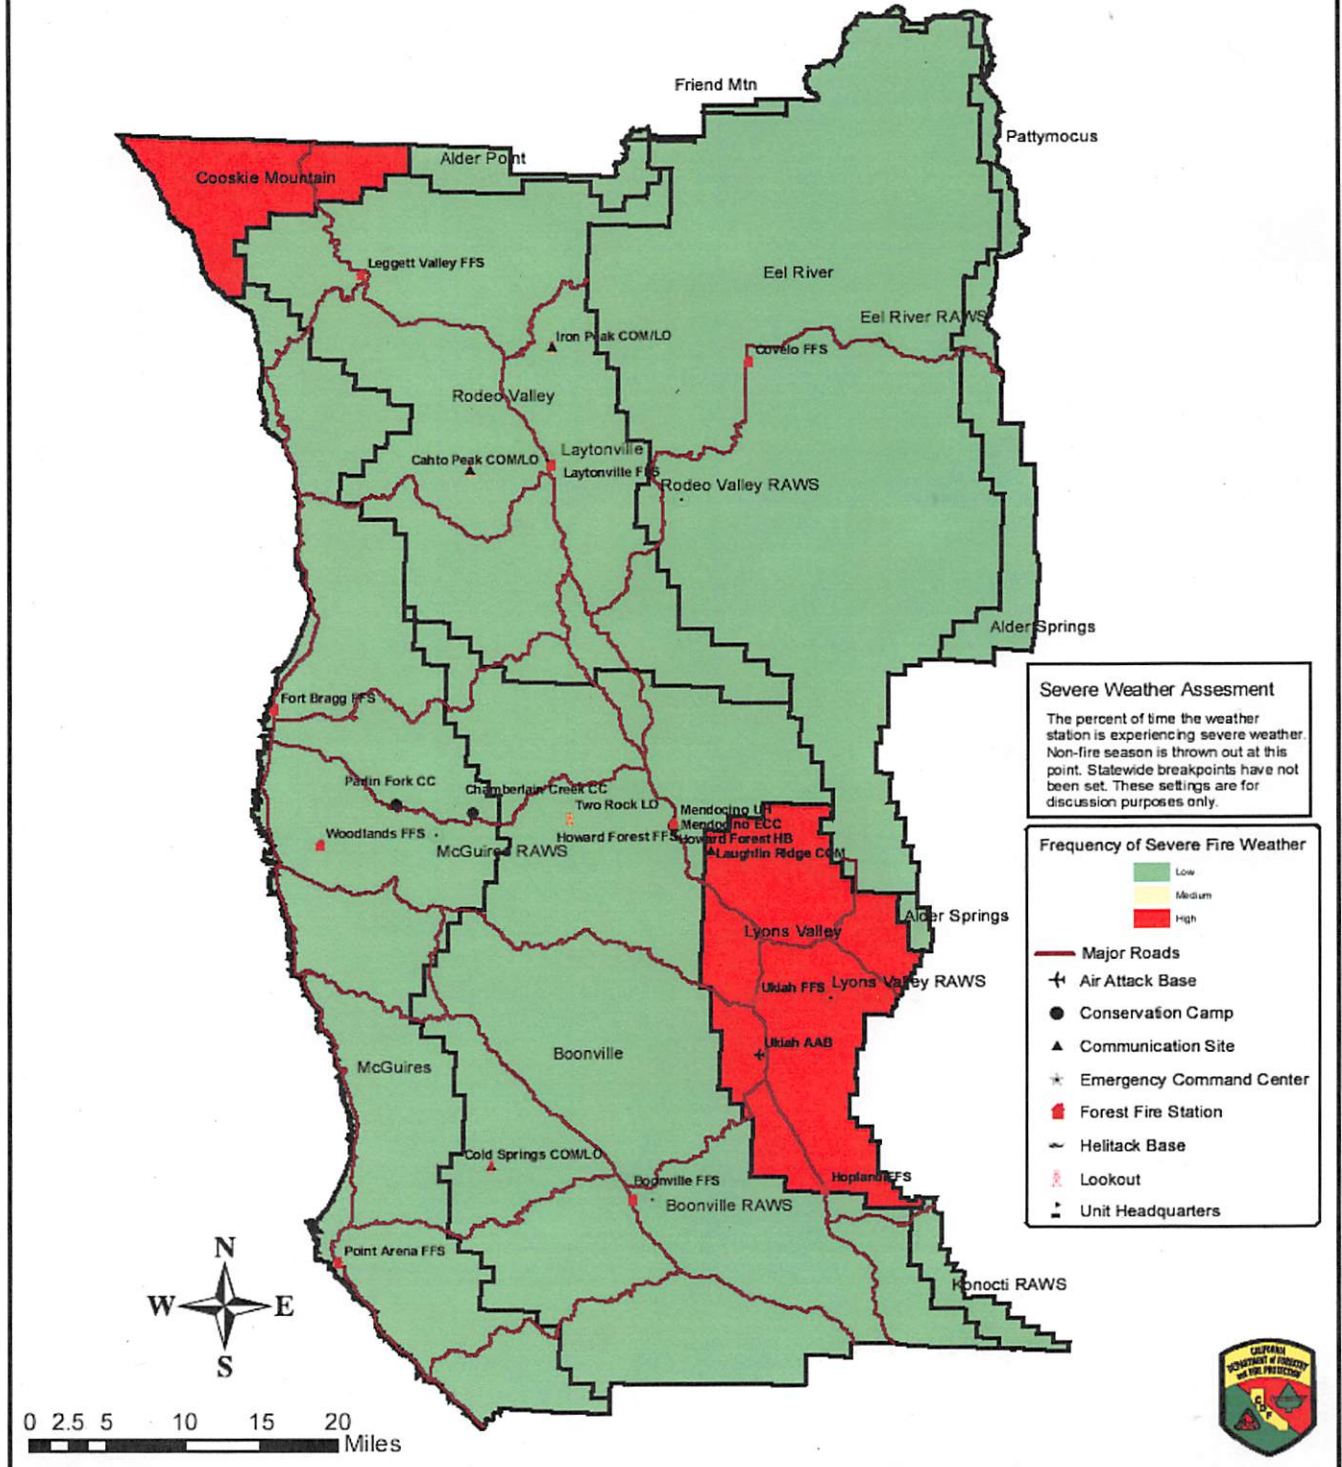 Friend Mtn
Pattymocus
Alder Point
Cooskie Mountain
Leggett Valley FFS
Eel River
Eel River RAWS
Iron Peak COM/LO
Covelo FFS
Rodeo Valley
Laytonville
Cahto Peak COM/LO
Laytonville FFS
Rodeo Valley RAWS
Alder Springs
Fort Bragg FFS
Parlin Fork CC
Chamberlain Creek CC
Two Rock LO
Mendocino UH
Mendocino ECC
Woodlands FFS
Howard Forest FFS
Howard Forest HB
McGuires RAWS
Laughlin Ridge COM
Alder Springs
Lyons Valley
Ukiah FFS
Lyons Valley RAWS
Ukiah AAB
Boonville
McGuires
Cold Springs COM/LO
Boonville FFS
Hopland FFS
Boonville RAWS
Point Arena FFS
Konocti RAWS
Severe Weather Assesment
The percent of time the weather
station is experiencing severe weather.
Non-fire season is thrown out at this
point. Statewide breakpoints have not
been set. These settings are for
discussion purposes only.
Frequency of Severe Fire Weather
Low
Medium
High
Major Roads
Air Attack Base
Conservation Camp
Communication Site
Emergency Command Center
Forest Fire Station
Helitack Base
Lookout
Unit Headquarters
N
W E
S
0 2.5 5 10 15 20
Miles
CALIFORNIA
DEPARTMENT of FORESTRY
and FIRE PROTECTION
CDF